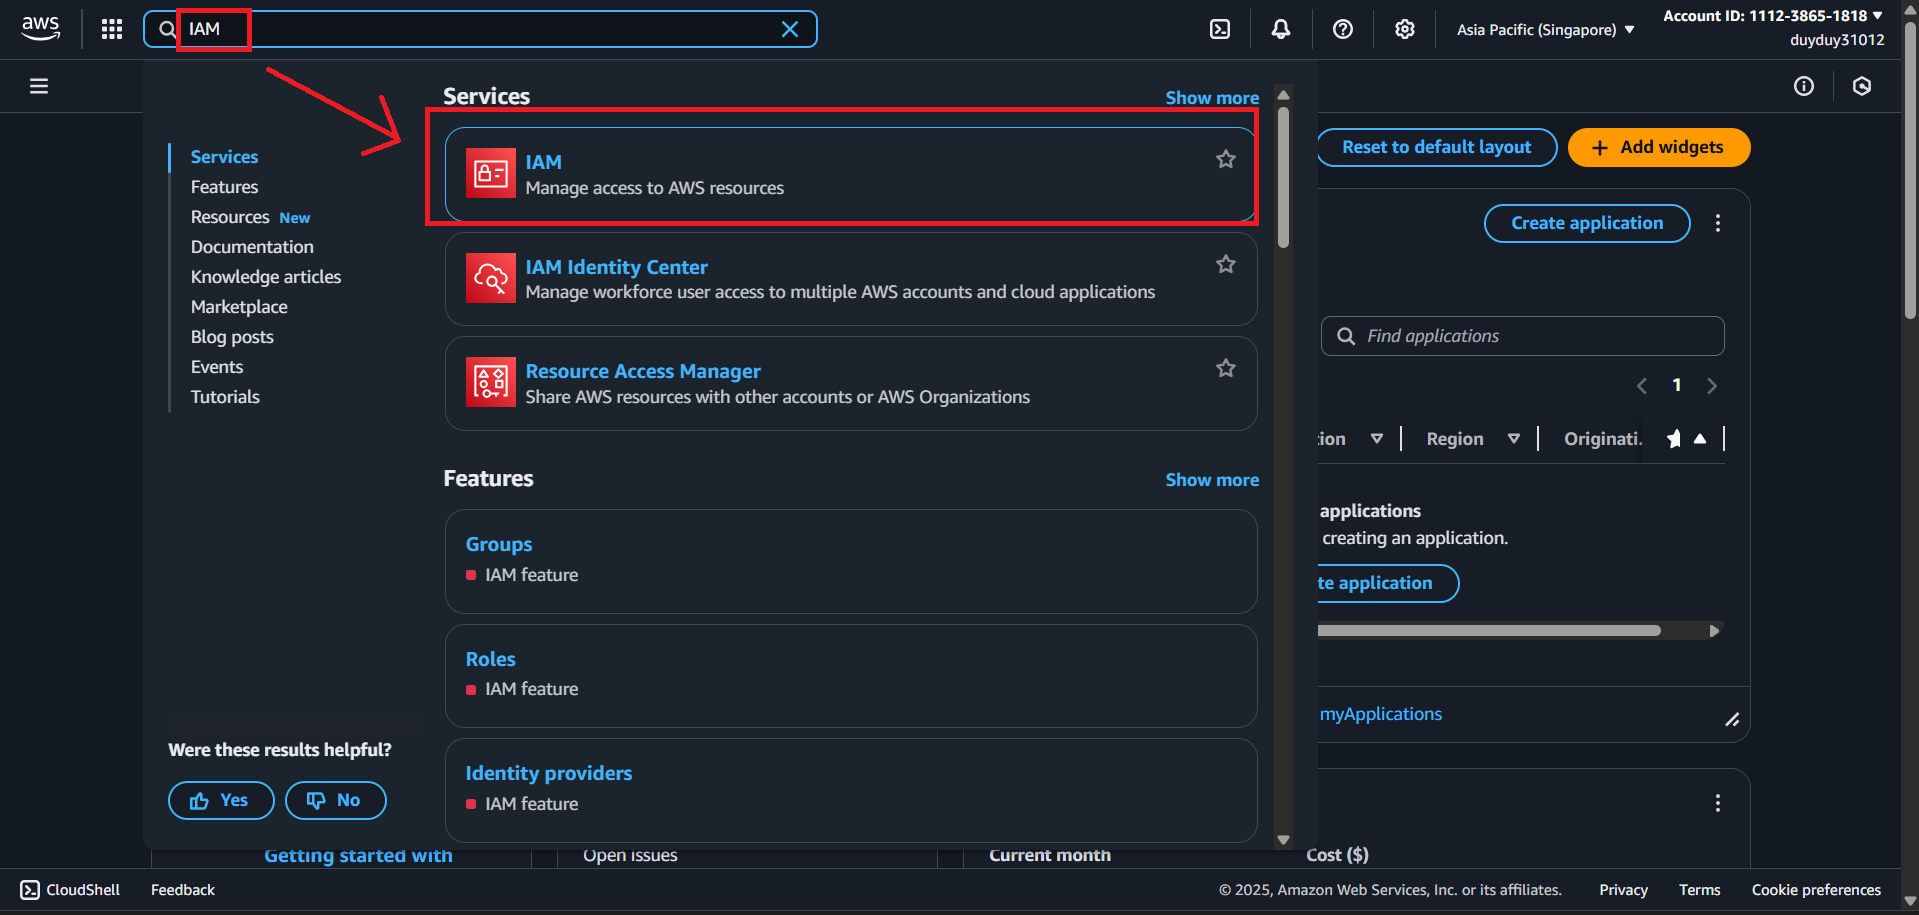 aws
IAM
Asia Pacific (Singapore)
Account ID: 1112-3865-1818
duyduy31012
Services
Features
Resources New
Documentation
Knowledge articles
Marketplace
Blog posts
Events
Tutorials
Were these results helpful?
Yes
No
Services
Show more
IAM
Manage access to AWS resources
IAM Identity Center
Manage workforce user access to multiple AWS accounts and cloud applications
Resource Access Manager
Share AWS resources with other accounts or AWS Organizations
Features
Show more
Groups
IAM feature
Roles
IAM feature
Identity providers
IAM feature
Reset to default layout
Add widgets
Create application
Find applications
1
tion
Region
Originati.
applications
creating an application.
te application
myApplications
Getting started with
Open issues
Current month
Cost ($)
CloudShell
Feedback
© 2025, Amazon Web Services, Inc. or its affiliates.
Privacy
Terms
Cookie preferences